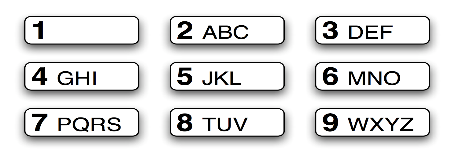 1 2 ABC 3 DEF
4 GHI 5 JKL 6 MNO
7 PQRS 8 TUV 9 WXYZ